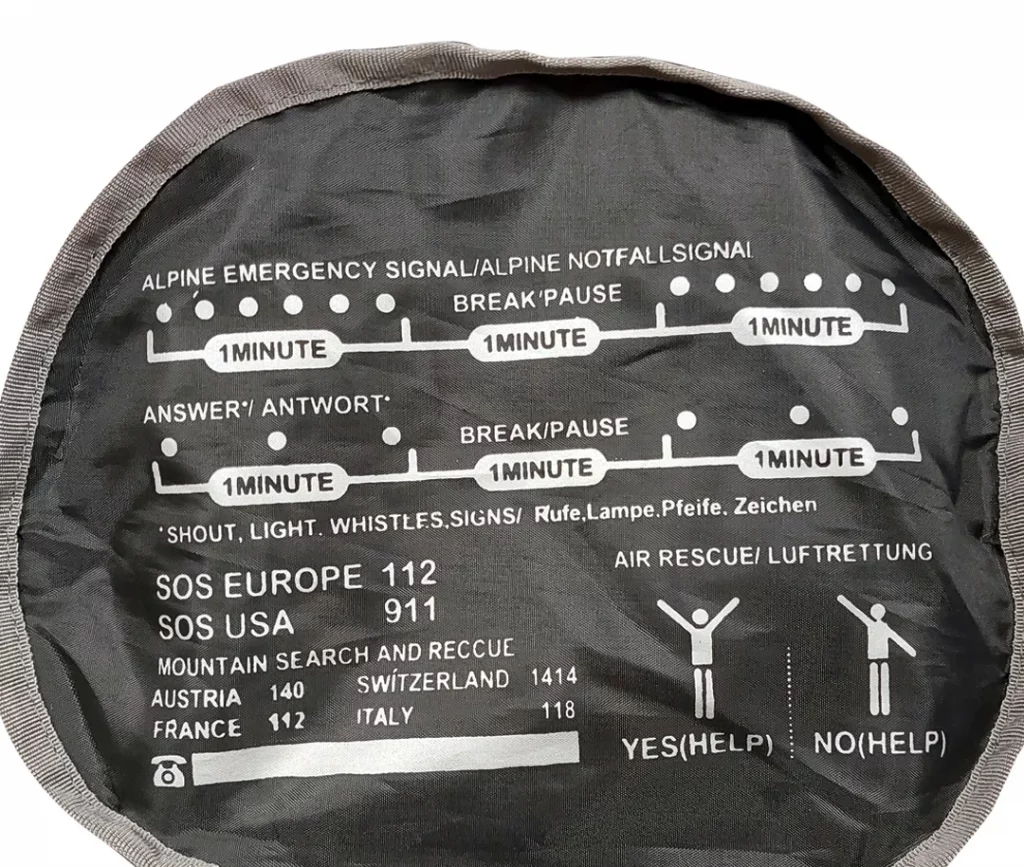 ALPINE EMERGENCY SIGNAL/ALPINE NOTFALLSIGNAL
BREAK/PAUSE
1MINUTE 1MINUTE 1MINUTE
ANSWER*/ ANTWORT*
BREAK/PAUSE
1MINUTE 1MINUTE 1MINUTE
*SHOUT, LIGHT. WHISTLES,SIGNS/ Rufe,Lampe,Pfeife. Zeichen
AIR RESCUE/ LUFTRETTUNG
SOS EUROPE 112
SOS USA 911
MOUNTAIN SEARCH AND RECCUE
AUSTRIA 140 SWÍTZERLAND 1414
FRANCE 112 ITALY 118
YES(HELP) NO(HELP)